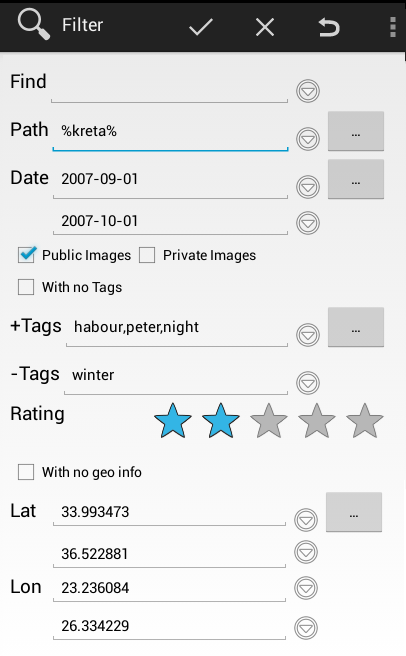 Filter
Find
Path %kreta% ...
Date 2007-09-01 ...
2007-10-01
Public Images Private Images
With no Tags
+Tags habour,peter,night ...
-Tags winter
Rating
With no geo info
Lat 33.993473 ...
36.522881
Lon 23.236084
26.334229